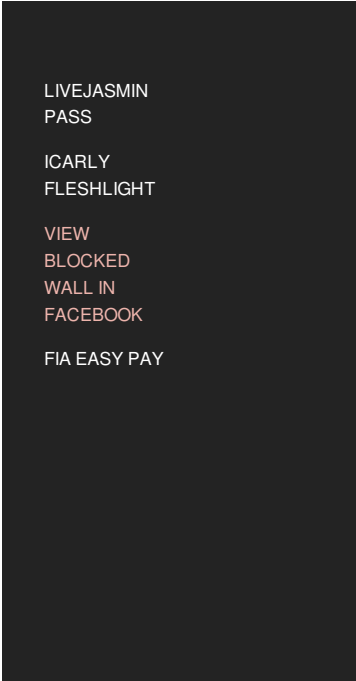 LIVEJASMIN
PASS
ICARLY
FLESHLIGHT
VIEW
BLOCKED
WALL IN
FACEBOOK
FIA EASY PAY